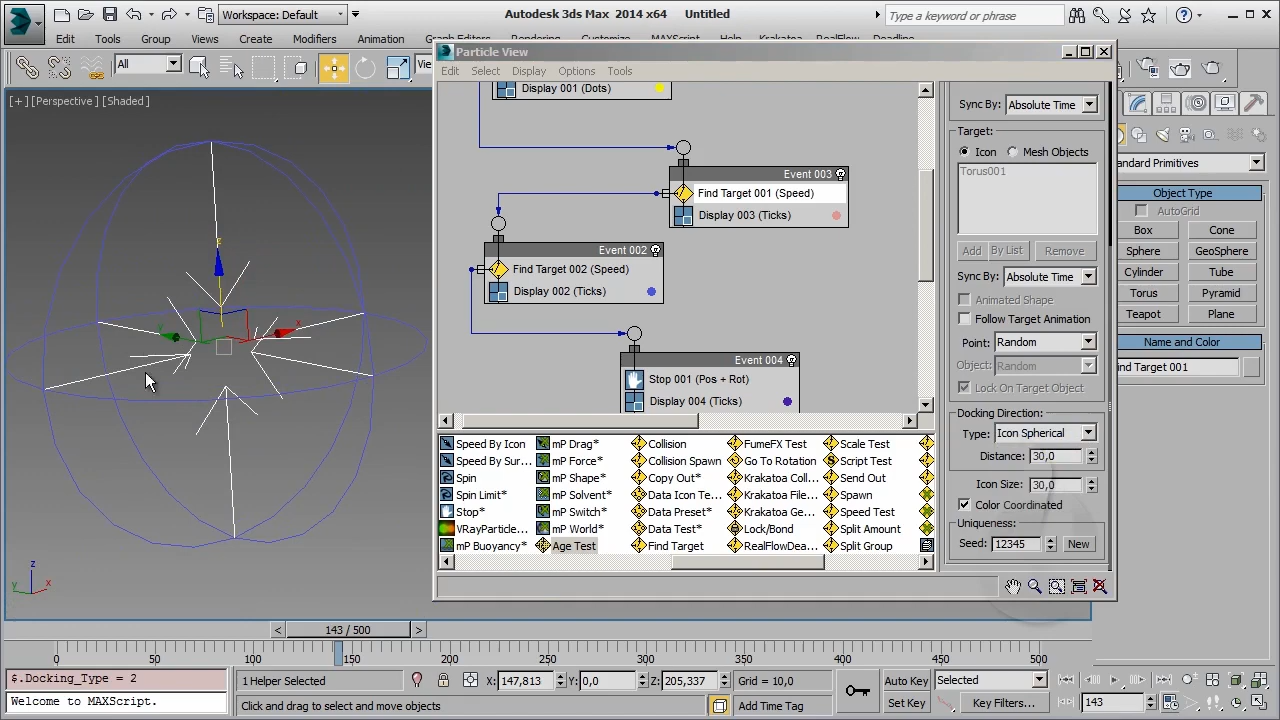 Workspace: Default
Autodesk 3ds Max 2014 x64 Untitled
Type a keyword or phrase
Edit Tools Group Views Create Modifiers Animation Graph Editors Rendering Customize MAXScript Krakatoa RealFlow Deadline
All
[+][Perspective][Shaded]
Particle View
Edit Select Display Options Tools
Display 001 (Dots)
Event 003
Find Target 001 (Speed)
Display 003 (Ticks)
Event 002
Find Target 002 (Speed)
Display 002 (Ticks)
Event 004
Stop 001 (Pos + Rot)
Display 004 (Ticks)
Speed By Icon mP Drag* Collision FumeFX Test Scale Test
Speed By Sur... mP Force* Collision Spawn Go To Rotation Script Test
Spin mP Shape* Copy Out* Krakatoa Coll... Send Out
Spin Limit* mP Solvent* Data Icon Te... Krakatoa File... Spawn
Stop* mP Switch* Data Preset* Krakatoa Ge... Speed Test
VRayParticle... mP World* Data Test* Lock/Bond Split Amount
mP Buoyancy* Age Test Find Target RealFlowDea... Split Group
Sync By: Absolute Time
Target:
Icon Mesh Objects
Torus001
Add By List Remove
Sync By: Absolute Time
Animated Shape
Follow Target Animation
Point: Random
Object: Random
Lock On Target Object
Docking Direction:
Type: Icon Spherical
Distance: 30,0
Icon Size: 30,0
Color Coordinated
Uniqueness:
Seed: 12345 New
andard Primitives
Object Type
AutoGrid
Box Cone
Sphere GeoSphere
Cylinder Tube
Torus Pyramid
Teapot Plane
Name and Color
ind Target 001
z
y x
z
y x
< 143 / 500 >
0 50 100 150 200 250 300 350 400 450 500
$.Docking_Type = 2
Welcome to MAXScript.
1 Helper Selected
X: 147,813 Y: 0,0 Z: 205,337 Grid = 10,0
Click and drag to select and move objects
Add Time Tag
Auto Key Selected
Set Key Key Filters...
143